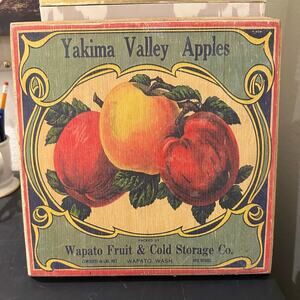 Yakima Valley Apples
PACKED BY
Wapato Fruit & Cold Storage Co.
WAPATO, WASH.